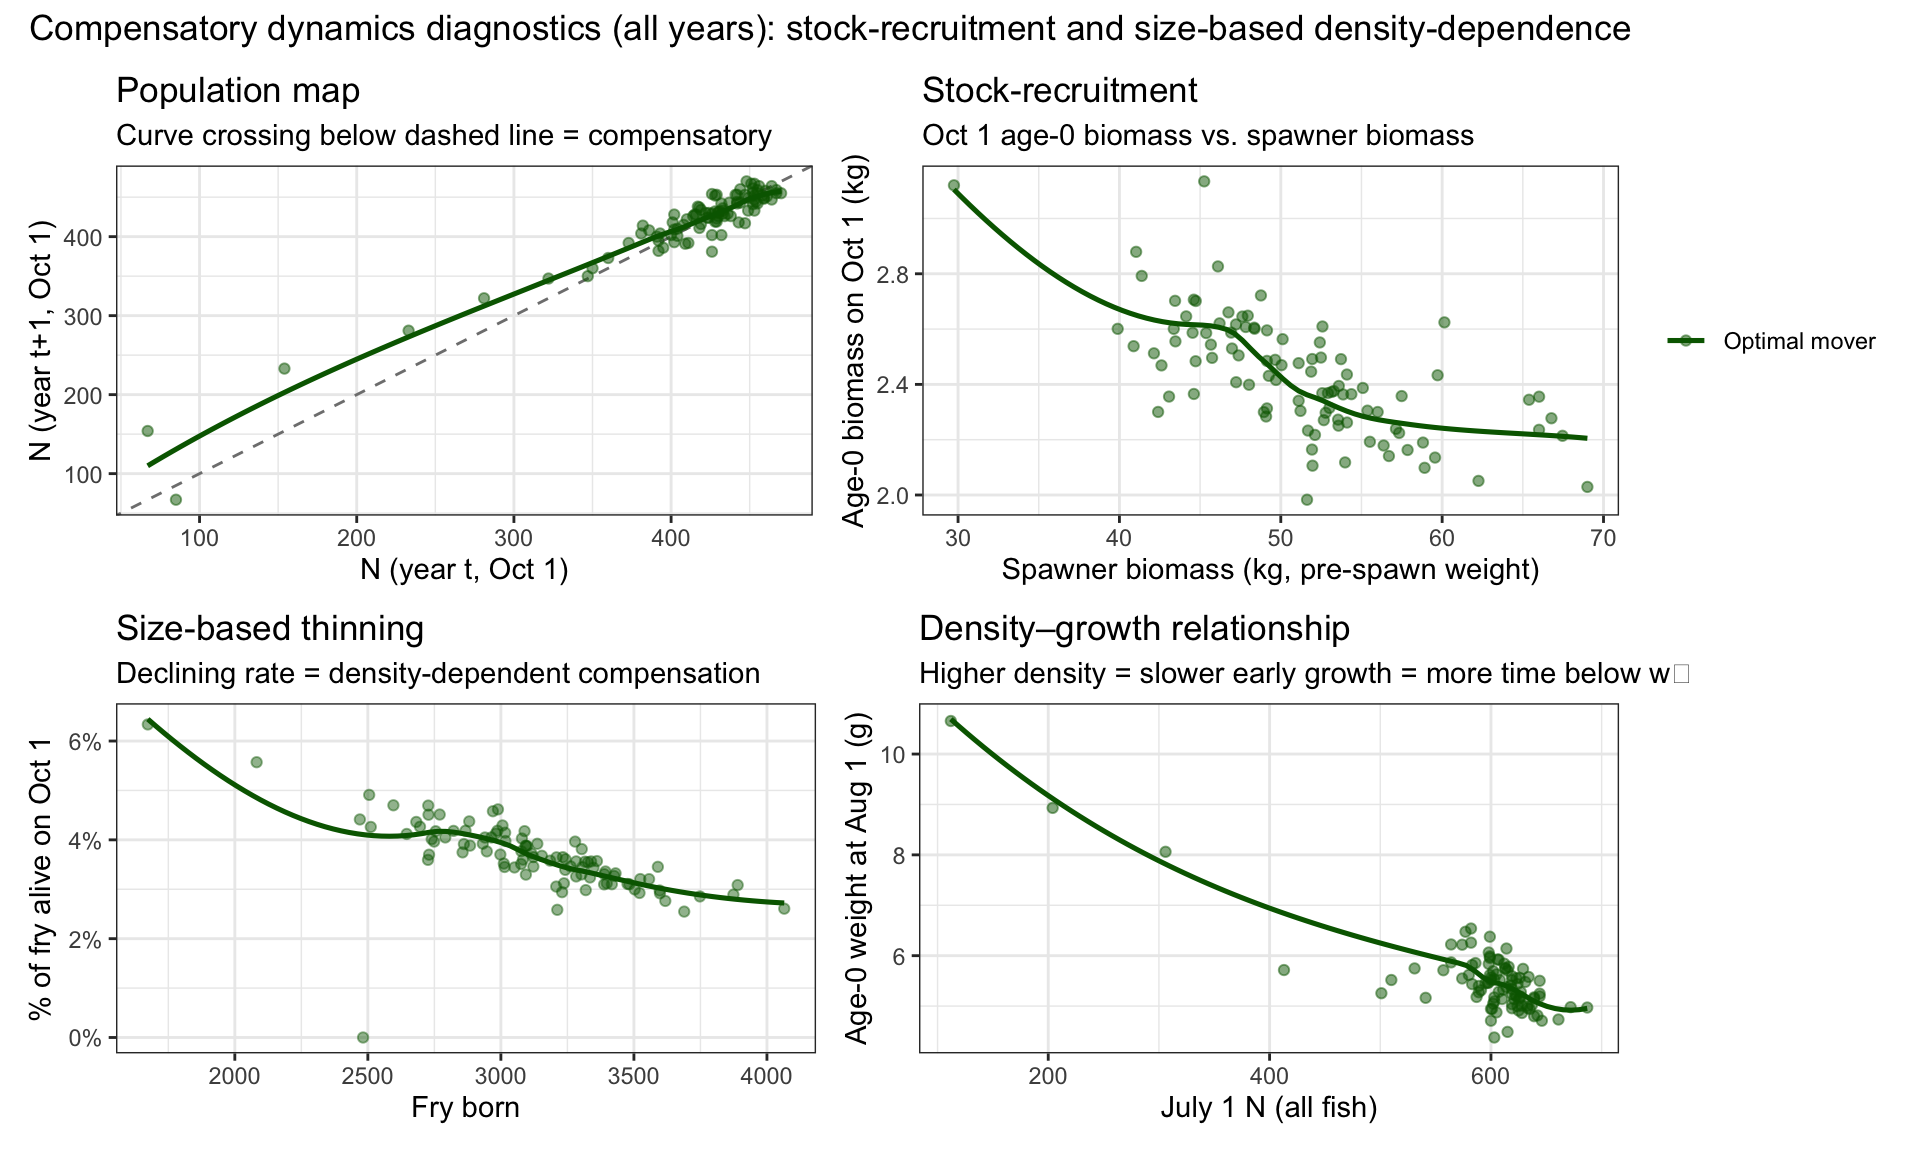 Compensatory dynamics diagnostics (all years): stock-recruitment and size-based density-dependence
Population map
Curve crossing below dashed line = compensatory
N (year t+1, Oct 1)
400
300
200
100
100 200 300 400
N (year t, Oct 1)
Stock-recruitment
Oct 1 age-0 biomass vs. spawner biomass
Age-0 biomass on Oct 1 (kg)
2.8
2.4
2.0
30 40 50 60 70
Spawner biomass (kg, pre-spawn weight)
Optimal mover
Size-based thinning
Declining rate = density-dependent compensation
% of fry alive on Oct 1
6%
4%
2%
0%
2000 2500 3000 3500 4000
Fry born
Density–growth relationship
Higher density = slower early growth = more time below w□
Age-0 weight at Aug 1 (g)
10
8
6
200 400 600
July 1 N (all fish)